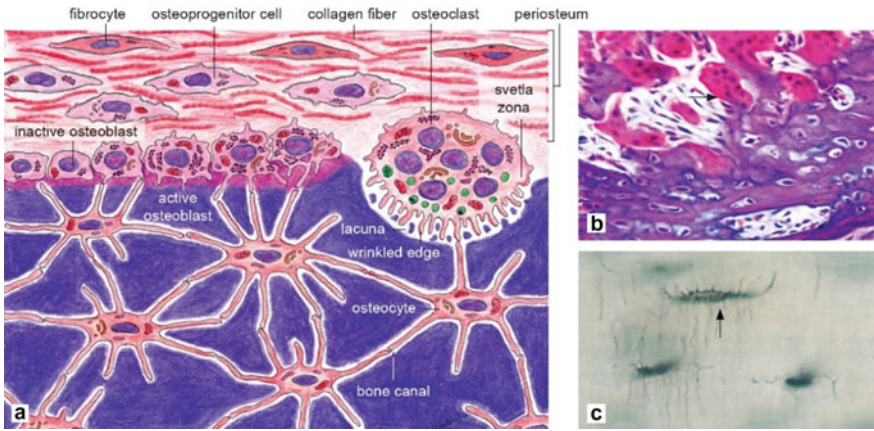 fibrocyte
osteoprogenitor cell
collagen fiber
osteoclast
periosteum
svetla
zona
inactive osteoblast
active
osteoblast
lacuna
wrinkled edge
osteocyte
bone canal
a
b
c